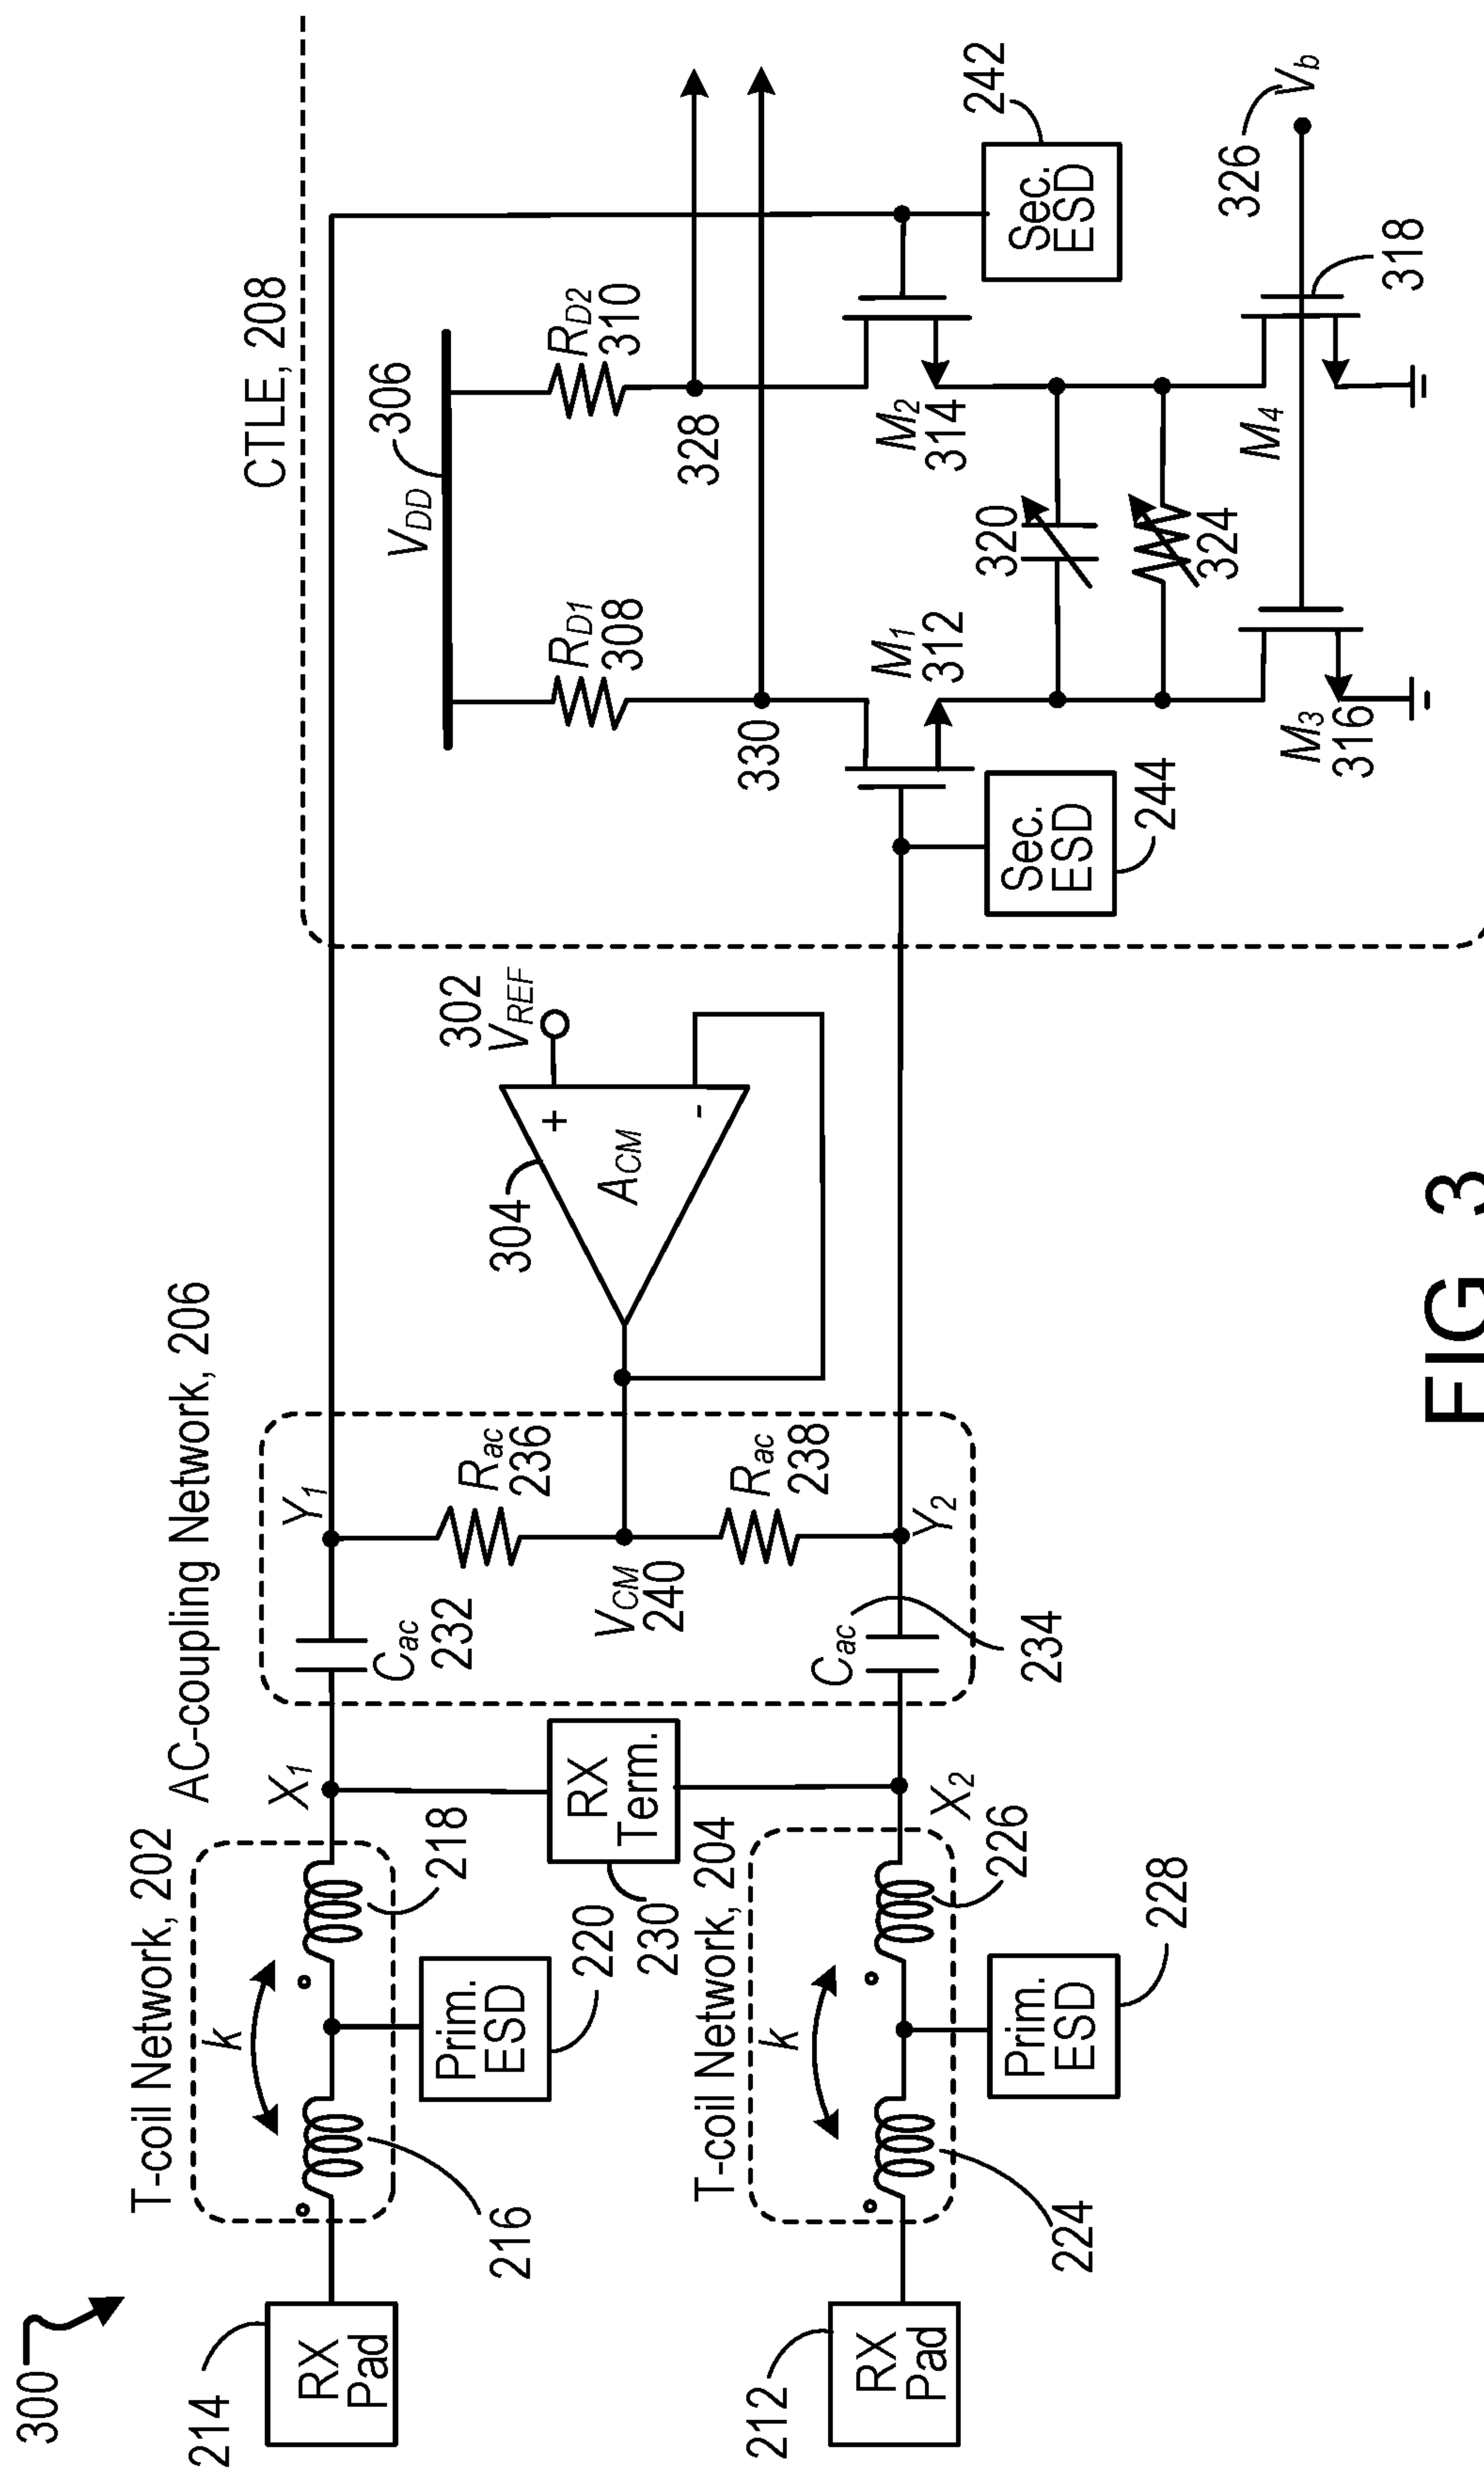 300
214
RX
Pad
T-coil Network, 202
k
216
218
Prim.
ESD
220
212
RX
Pad
T-coil Network, 204
k
224
226
Prim.
ESD
228
X1
RX
Term.
230
X2
AC-coupling Network, 206
Cac
232
Y1
Rac
236
VCM
240
Rac
238
Cac
234
Y2
304
ACM
+
-
302
VREF
CTLE, 208
VDD
306
RD1
308
RD2
310
330
328
M1
312
M2
314
Sec.
ESD
244
Sec.
ESD
242
320
324
M3
316
M4
318
326
Vb
FIG. 3